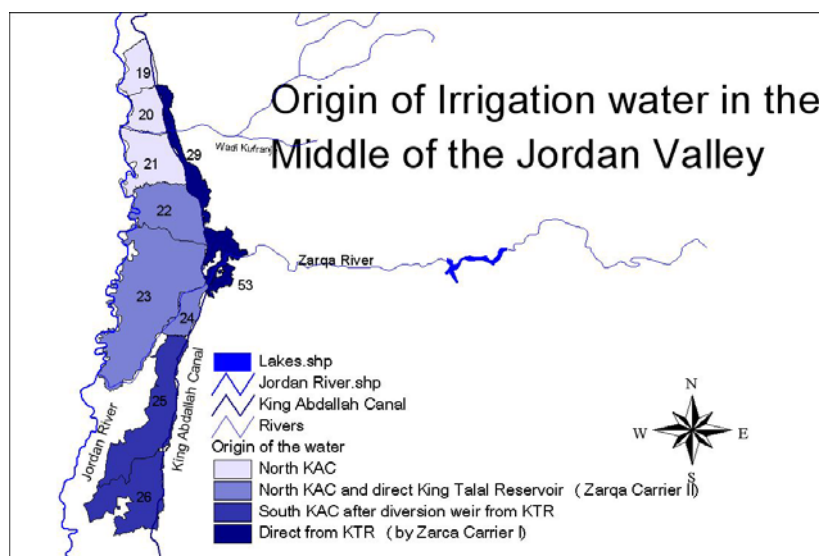 Origin of Irrigation water in the
Middle of the Jordan Valley
19
20
21
22
23
24
25
26
29
53
Wadi Kufranj
Zarqa River
King Abdallah Canal
Jordan River
Lakes.shp
Jordan River.shp
King Abdallah Canal
Rivers
Origin of the water
North KAC
North KAC and direct King Talal Reservoir ( Zarqa Carrier II)
South KAC after diversion weir from KTR
Direct from KTR ( by Zarca Carrier I)
N
W E
S